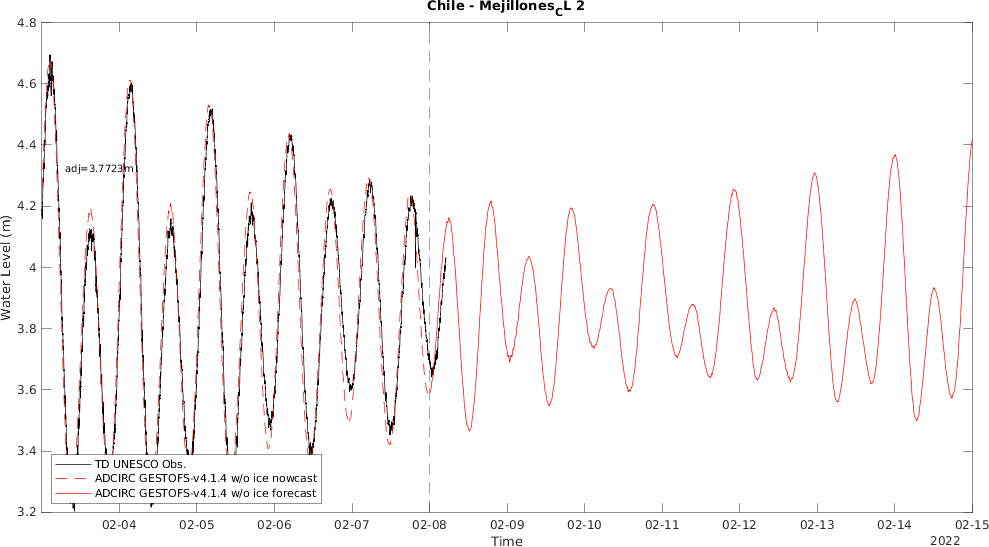 Chile - Mejillones_CL 2
Water Level (m)
4.8
4.6
4.4
4.2
4
3.8
3.6
3.4
3.2
adj=3.7723m
TD UNESCO Obs.
ADCIRC GESTOFS-v4.1.4 w/o ice nowcast
ADCIRC GESTOFS-v4.1.4 w/o ice forecast
02-04 02-05 02-06 02-07 02-08 02-09 02-10 02-11 02-12 02-13 02-14 02-15
Time
2022